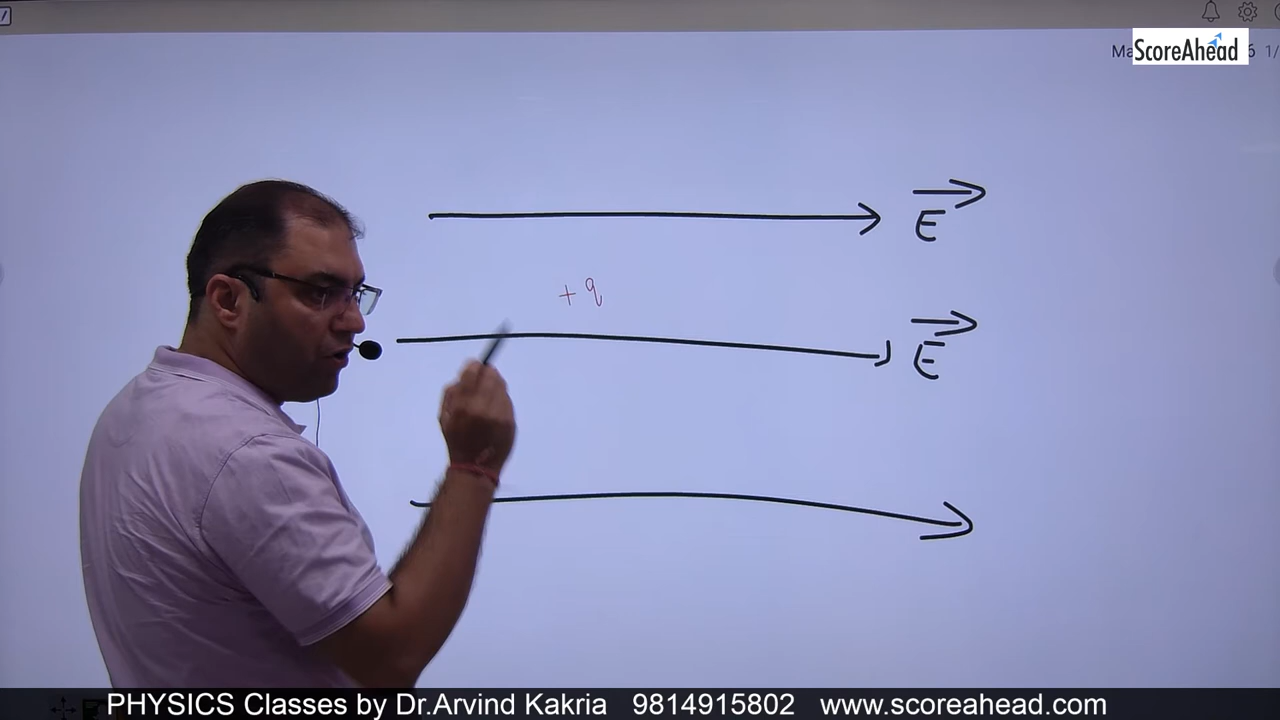 ScoreAhead
E
+ q
E
PHYSICS Classes by Dr.Arvind Kakria 9814915802 www.scoreahead.com